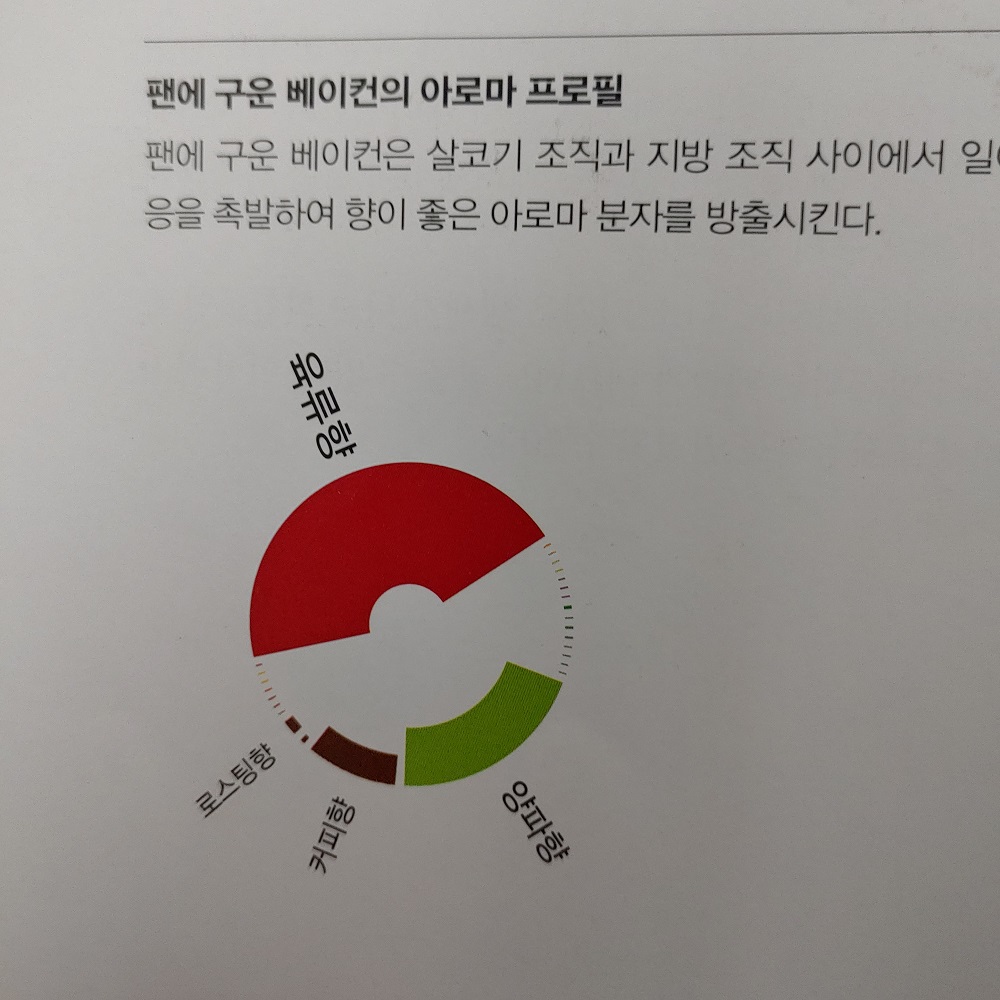 팬에 구운 베이컨의 아로마 프로필
팬에 구운 베이컨은 살코기 조직과 지방 조직 사이에서
응을 촉발하여 향이 좋은 아로마 분자를 방출시킨다.
육류향
로스팅향
커피향
양파향